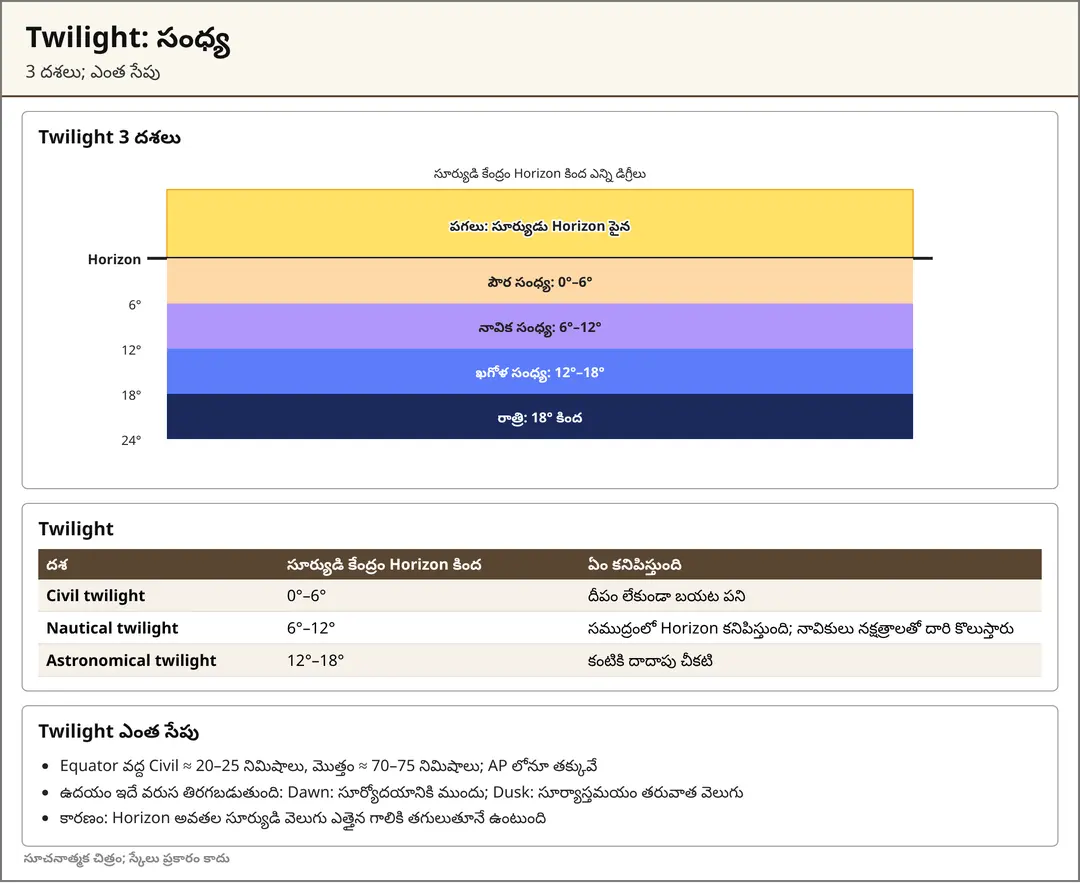 Twilight: సంధ్య
3 దశలు; ఎంత సేపు
Twilight 3 దశలు
సూర్యుడి కేంద్రం Horizon కింద ఎన్ని డిగ్రీలు
పగలు: సూర్యుడు Horizon పైన
Horizon
పౌర సంధ్య: 0°–6°
6°
నావిక సంధ్య: 6°–12°
12°
ఖగోళ సంధ్య: 12°–18°
18°
రాత్రి: 18° కింద
24°
Twilight
దశ సూర్యుడి కేంద్రం Horizon కింద ఏం కనిపిస్తుంది
Civil twilight 0°–6° దీపం లేకుండా బయట పని
Nautical twilight 6°–12° సముద్రంలో Horizon కనిపిస్తుంది; నావికులు నక్షత్రాలతో దారి కొలుస్తారు
Astronomical twilight 12°–18° కంటికి దాదాపు చీకటి
Twilight ఎంత సేపు
• Equator వద్ద Civil ≈ 20–25 నిమిషాలు, మొత్తం ≈ 70–75 నిమిషాలు; AP లోనూ తక్కువే
• ఉదయం ఇదే వరుస తిరగబడుతుంది: Dawn: సూర్యోదయానికి ముందు; Dusk: సూర్యాస్తమయం తరువాత వెలుగు
• కారణం: Horizon అవతల సూర్యుడి వెలుగు ఎత్తైన గాలికి తగులుతూనే ఉంటుంది
సూచనాత్మక చిత్రం; స్కేలు ప్రకారం కాదు